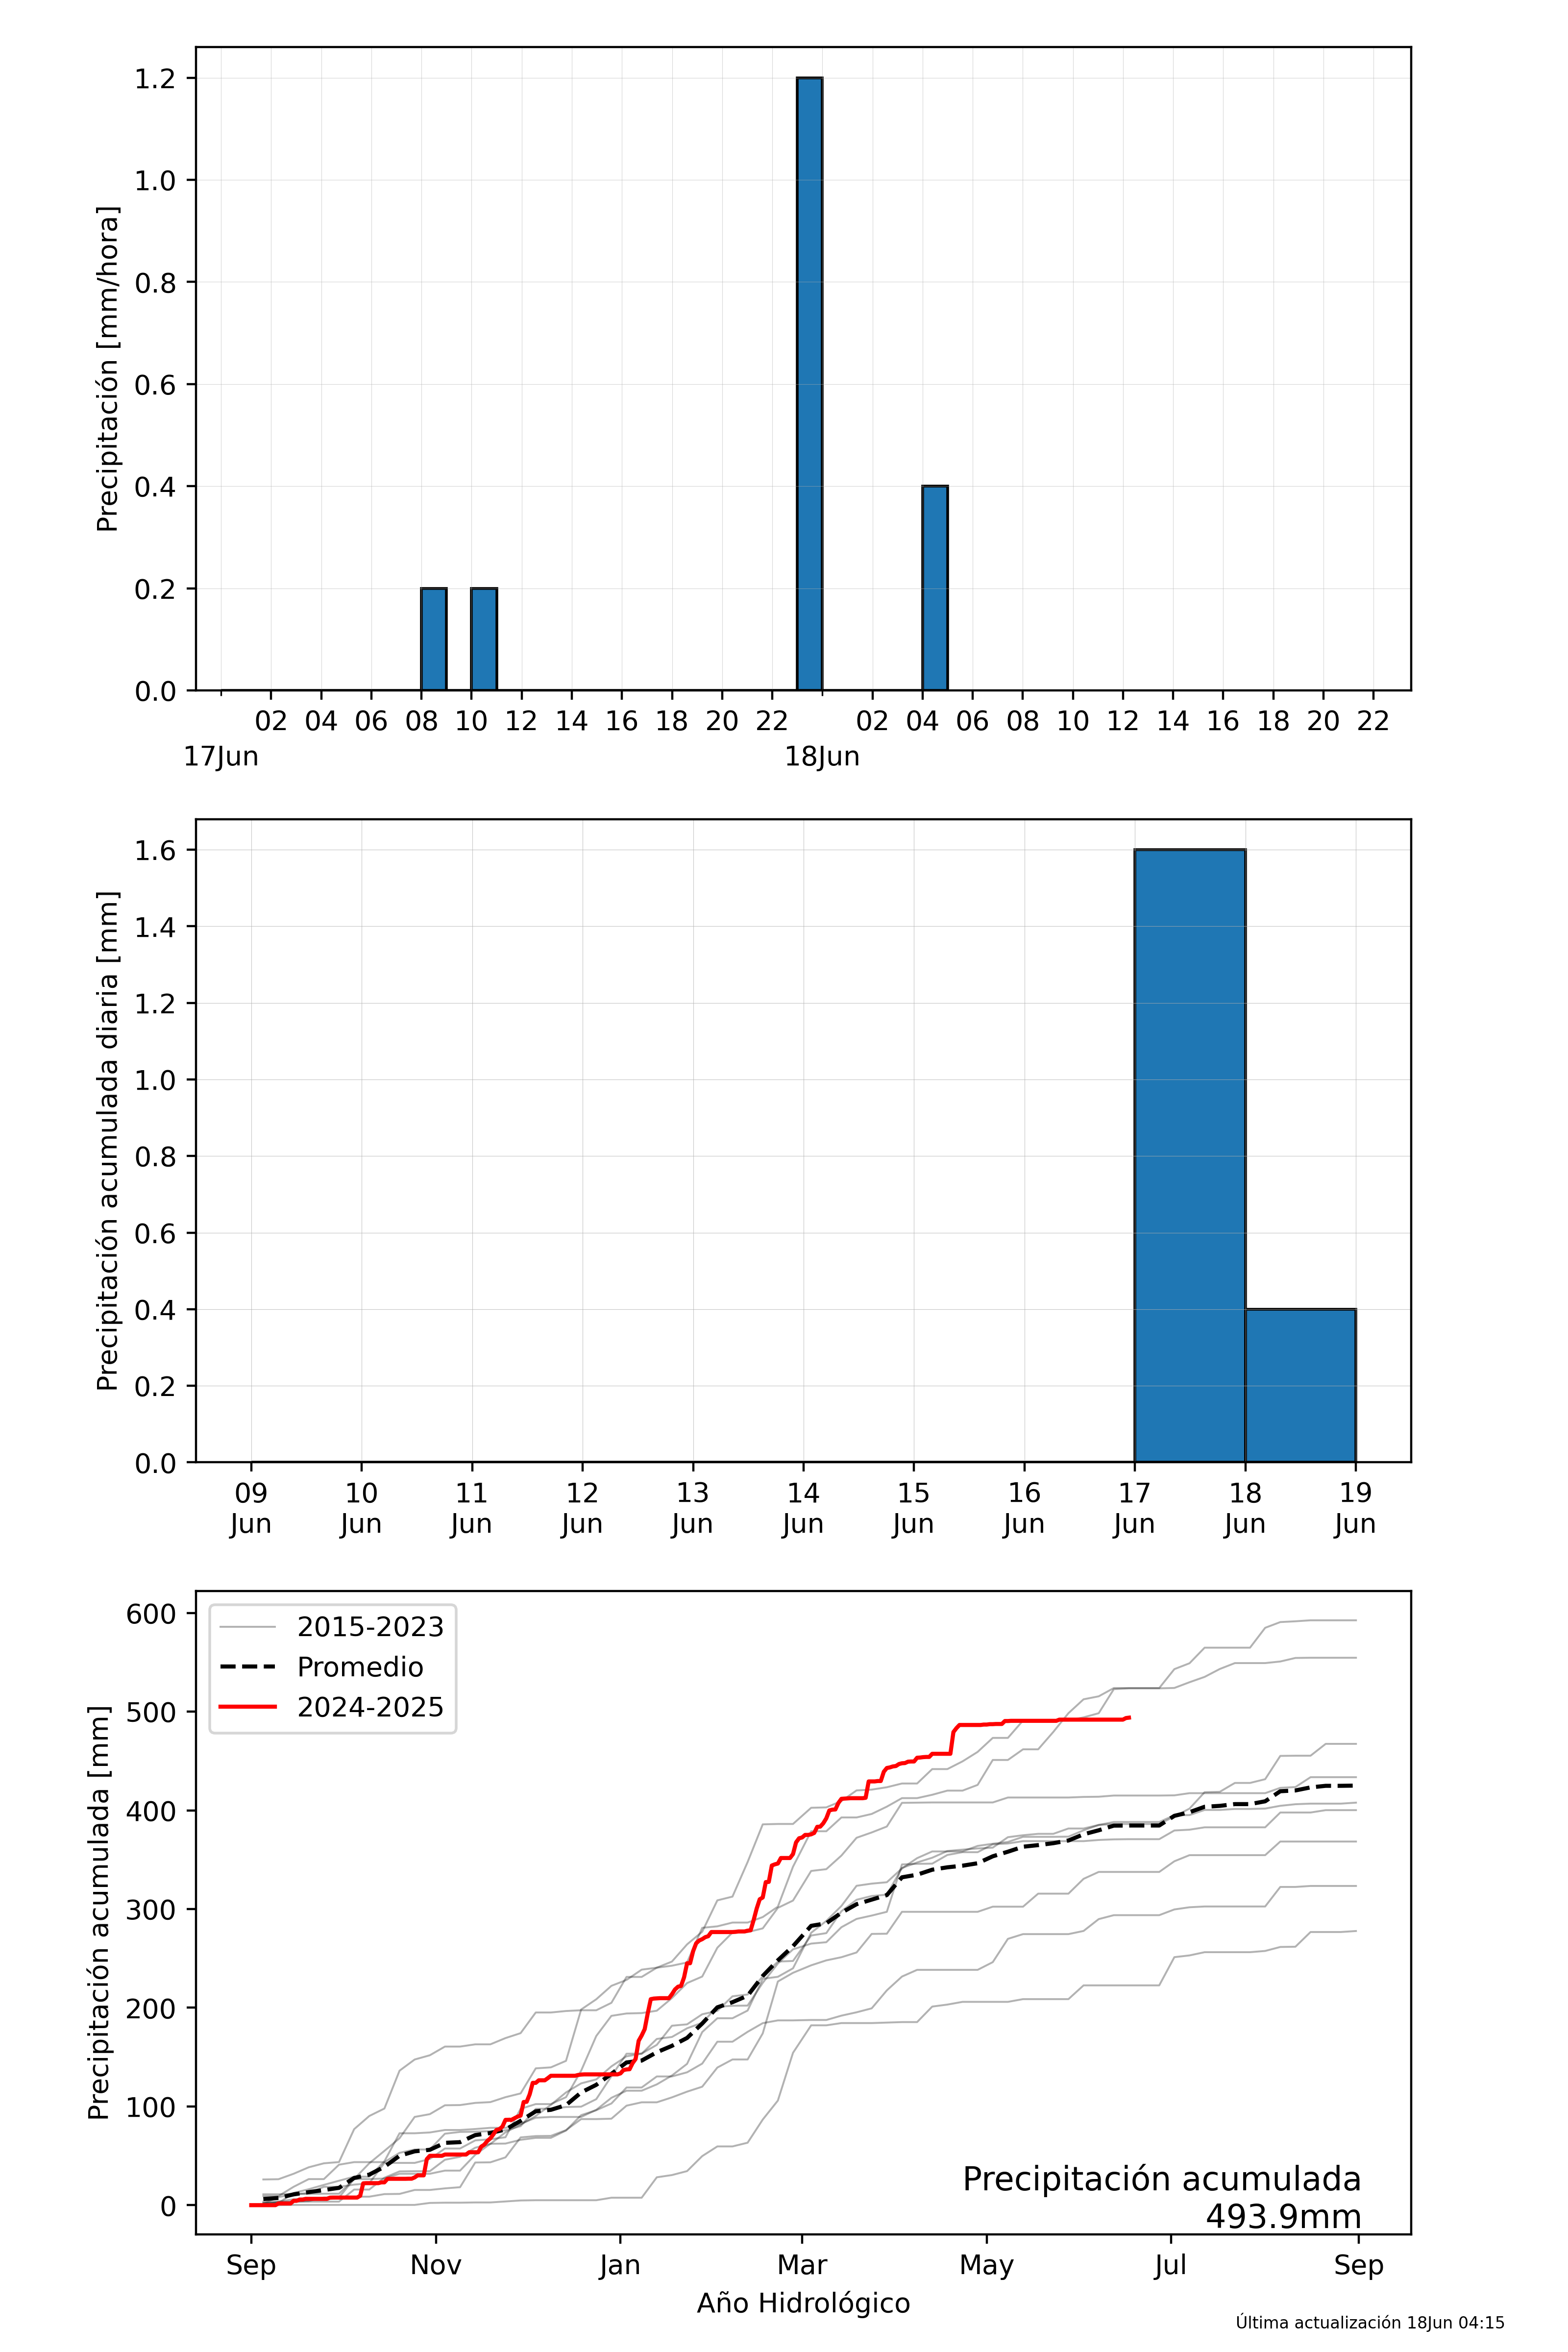 Precipitación [mm/hora]
1.2
1.0
0.8
0.6
0.4
0.2
0.0
02 04 06 08 10 12 14 16 18 20 22 02 04 06 08 10 12 14 16 18 20 22
17Jun 18Jun
Precipitación acumulada diaria [mm]
1.6
1.4
1.2
1.0
0.8
0.6
0.4
0.2
0.0
09 10 11 12 13 14 15 16 17 18 19
Jun Jun Jun Jun Jun Jun Jun Jun Jun Jun Jun
Precipitación acumulada [mm]
600
500
400
300
200
100
0
2015-2023
Promedio
2024-2025
Precipitación acumulada
493.9mm
Sep Nov Jan Mar May Jul Sep
Año Hidrológico
Última actualización 18Jun 04:15